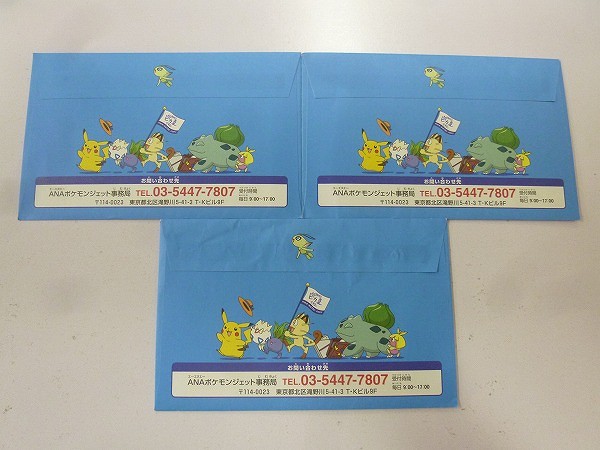 お問い合わせ先
ANAポケモンジェット事務局 TEL.03-5447-7807 受付時間 毎日 9:00~17:00
〒114-0023 東京都北区滝野川5-41-3 T・Kビル9F
お問い合わせ先
ANAポケモンジェット事務局 TEL.03-5447-7807 受付時間 毎日 9:00~17:00
〒114-0023 東京都北区滝野川5-41-3 T・Kビル9F
お問い合わせ先
ANAポケモンジェット事務局 TEL.03-5447-7807 受付時間 毎日 9:00~17:00
〒114-0023 東京都北区滝野川5-41-3 T・Kビル9F